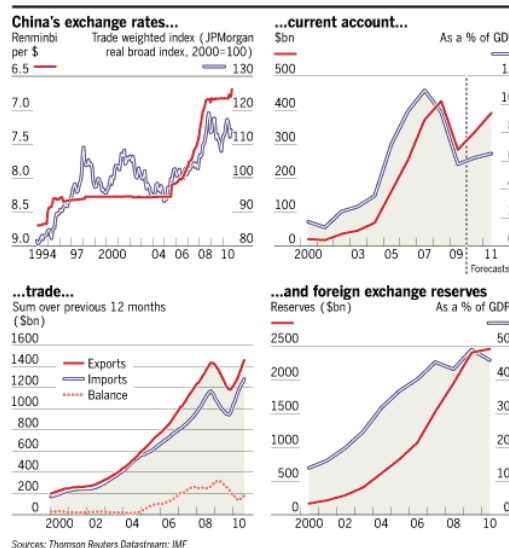 China's exchange rates...
Renminbi per $
Trade weighted index (JPMorgan real broad index, 2000=100)
6.5 130
7.0 120
7.5 110
8.0 100
8.5 90
9.0 80
1994 97 2000 04 06 08 10
...current account...
$bn
As a % of GDP
500
400
300
200
100
0 0
2000 03 05 07 09 11
Forecasts
...trade...
Sum over previous 12 months
($bn)
1600
1400
1200
1000
800
600
400
200
0
Exports
Imports
Balance
2000 02 04 06 08 10
...and foreign exchange reserves
Reserves ($bn)
As a % of GDP
2500
2000
1500
1000
500
0 0
2000 02 04 06 08 10
Sources: Thomson Reuters Datastream; IMF